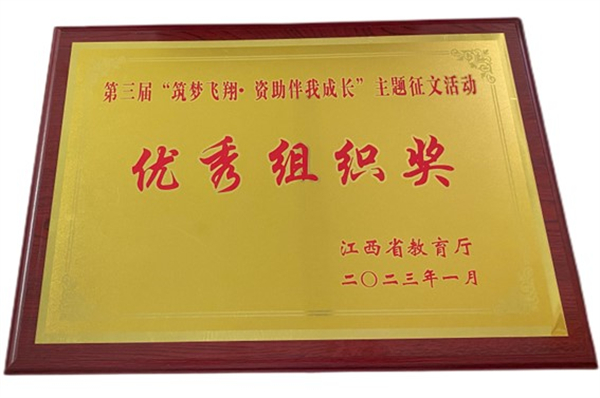 第三届“筑梦飞翔·资助伴我成长”主题征文活动
优秀组织奖
江西省教育厅
二〇二三年一月